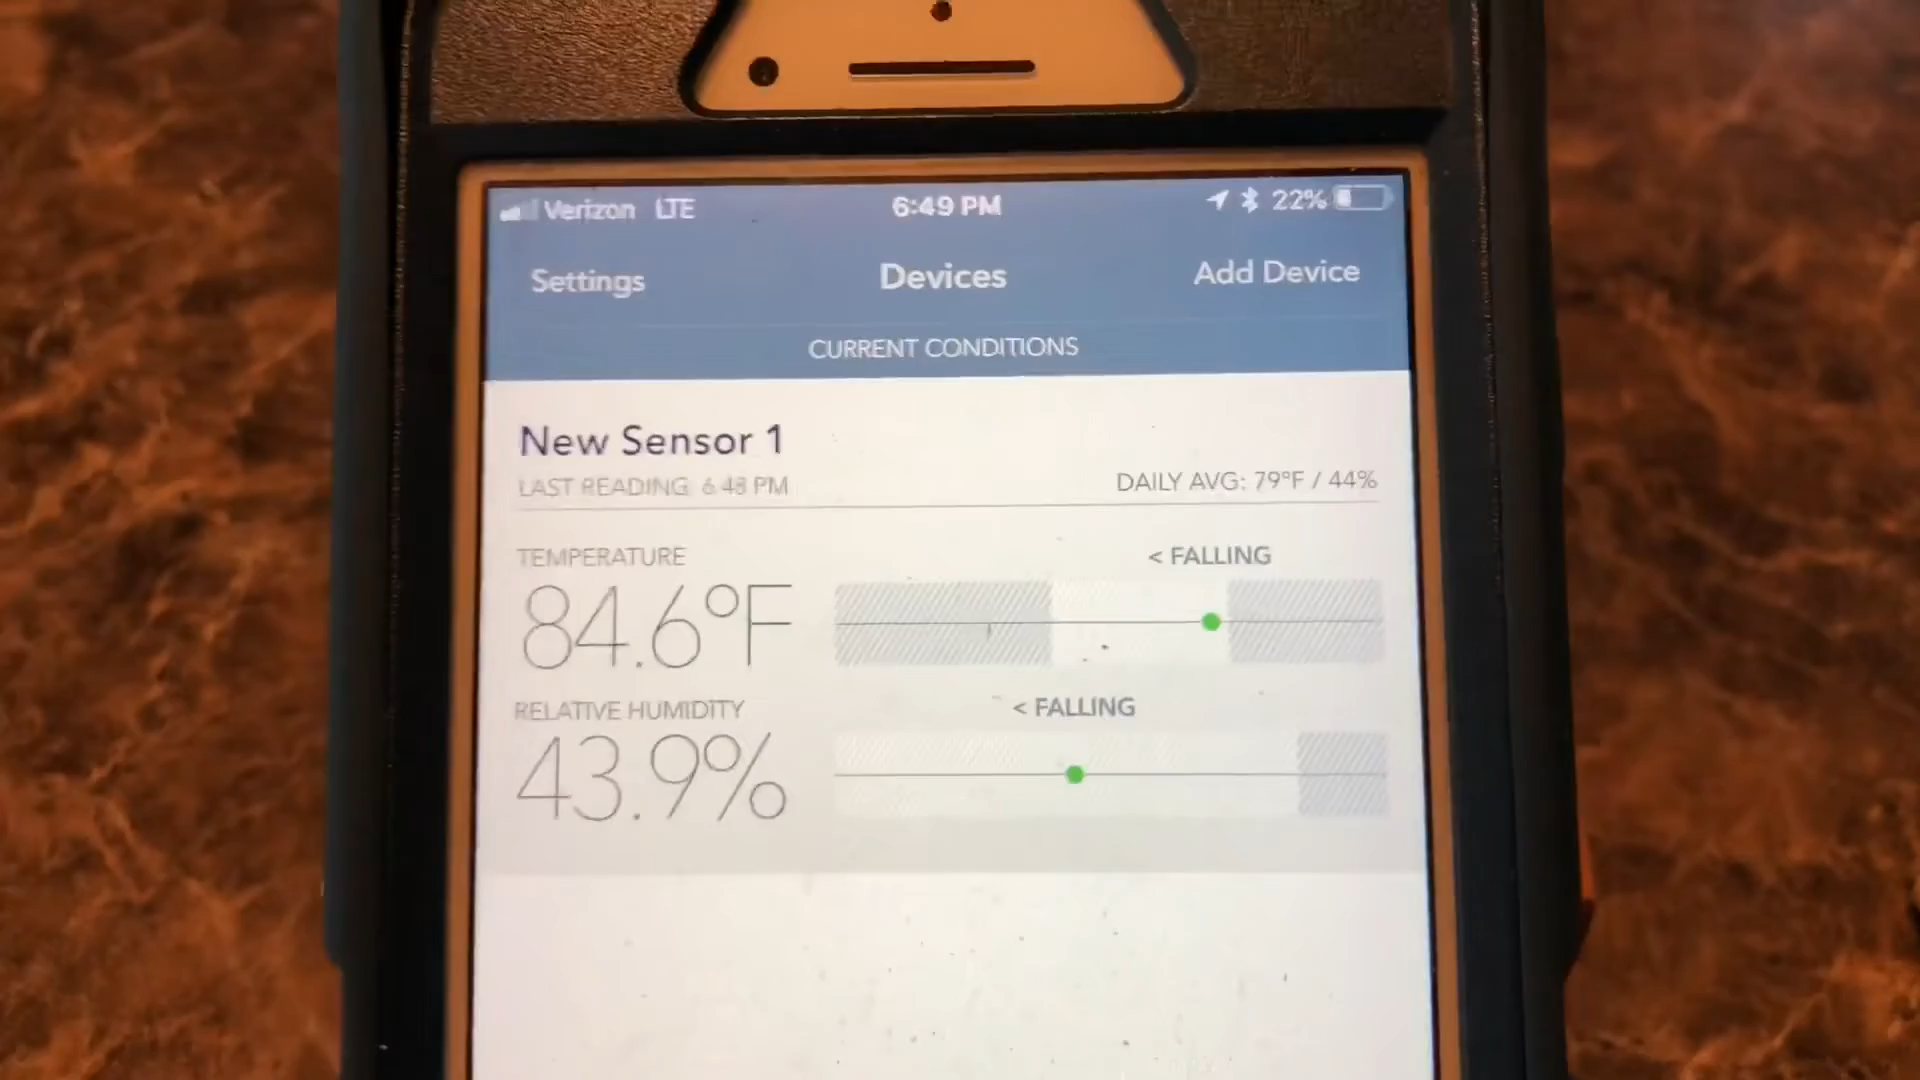 Verizon LTE 6:49 PM 22%
Settings Devices Add Device
CURRENT CONDITIONS
New Sensor 1
LAST READING: 6:48 PM DAILY AVG: 79°F / 44%
TEMPERATURE < FALLING
84.6°F
RELATIVE HUMIDITY < FALLING
43.9%